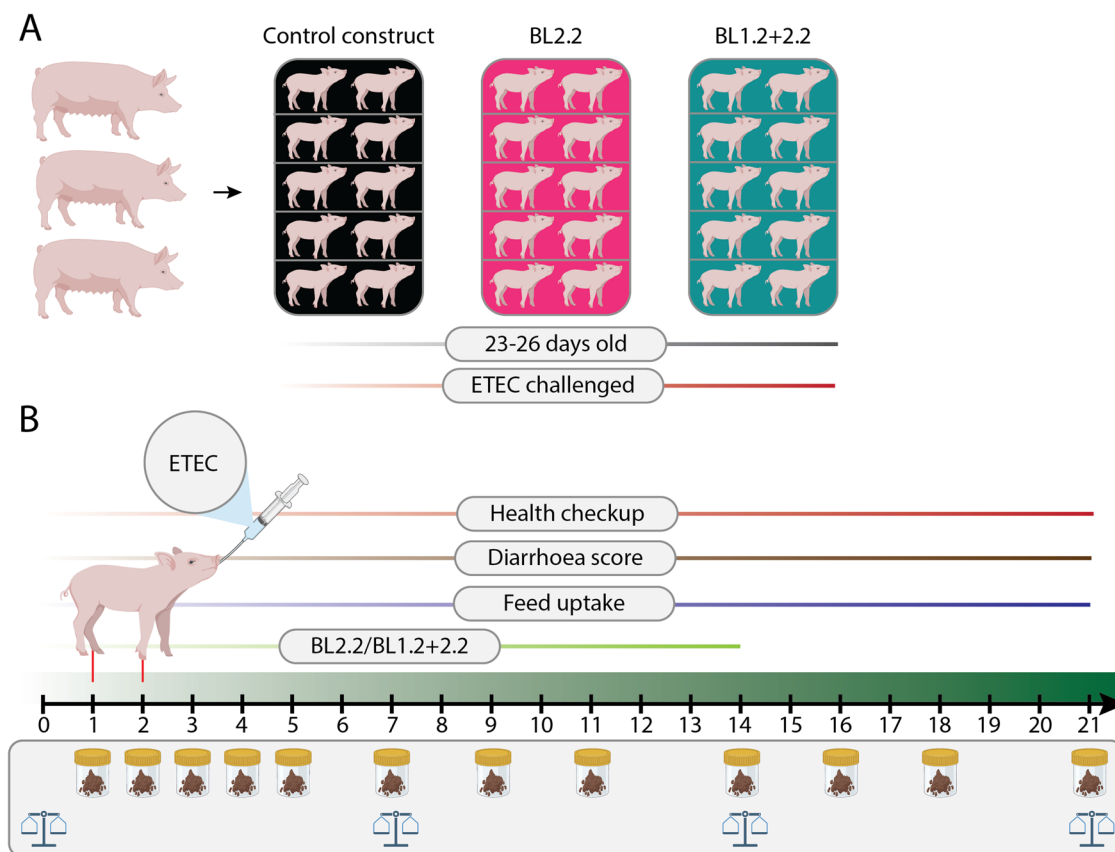 A
Control construct
BL2.2
BL1.2+2.2
23-26 days old
ETEC challenged
B
ETEC
Health checkup
Diarrhoea score
Feed uptake
BL2.2/BL1.2+2.2
0 1 2 3 4 5 6 7 8 9 10 11 12 13 14 15 16 17 18 19 20 21